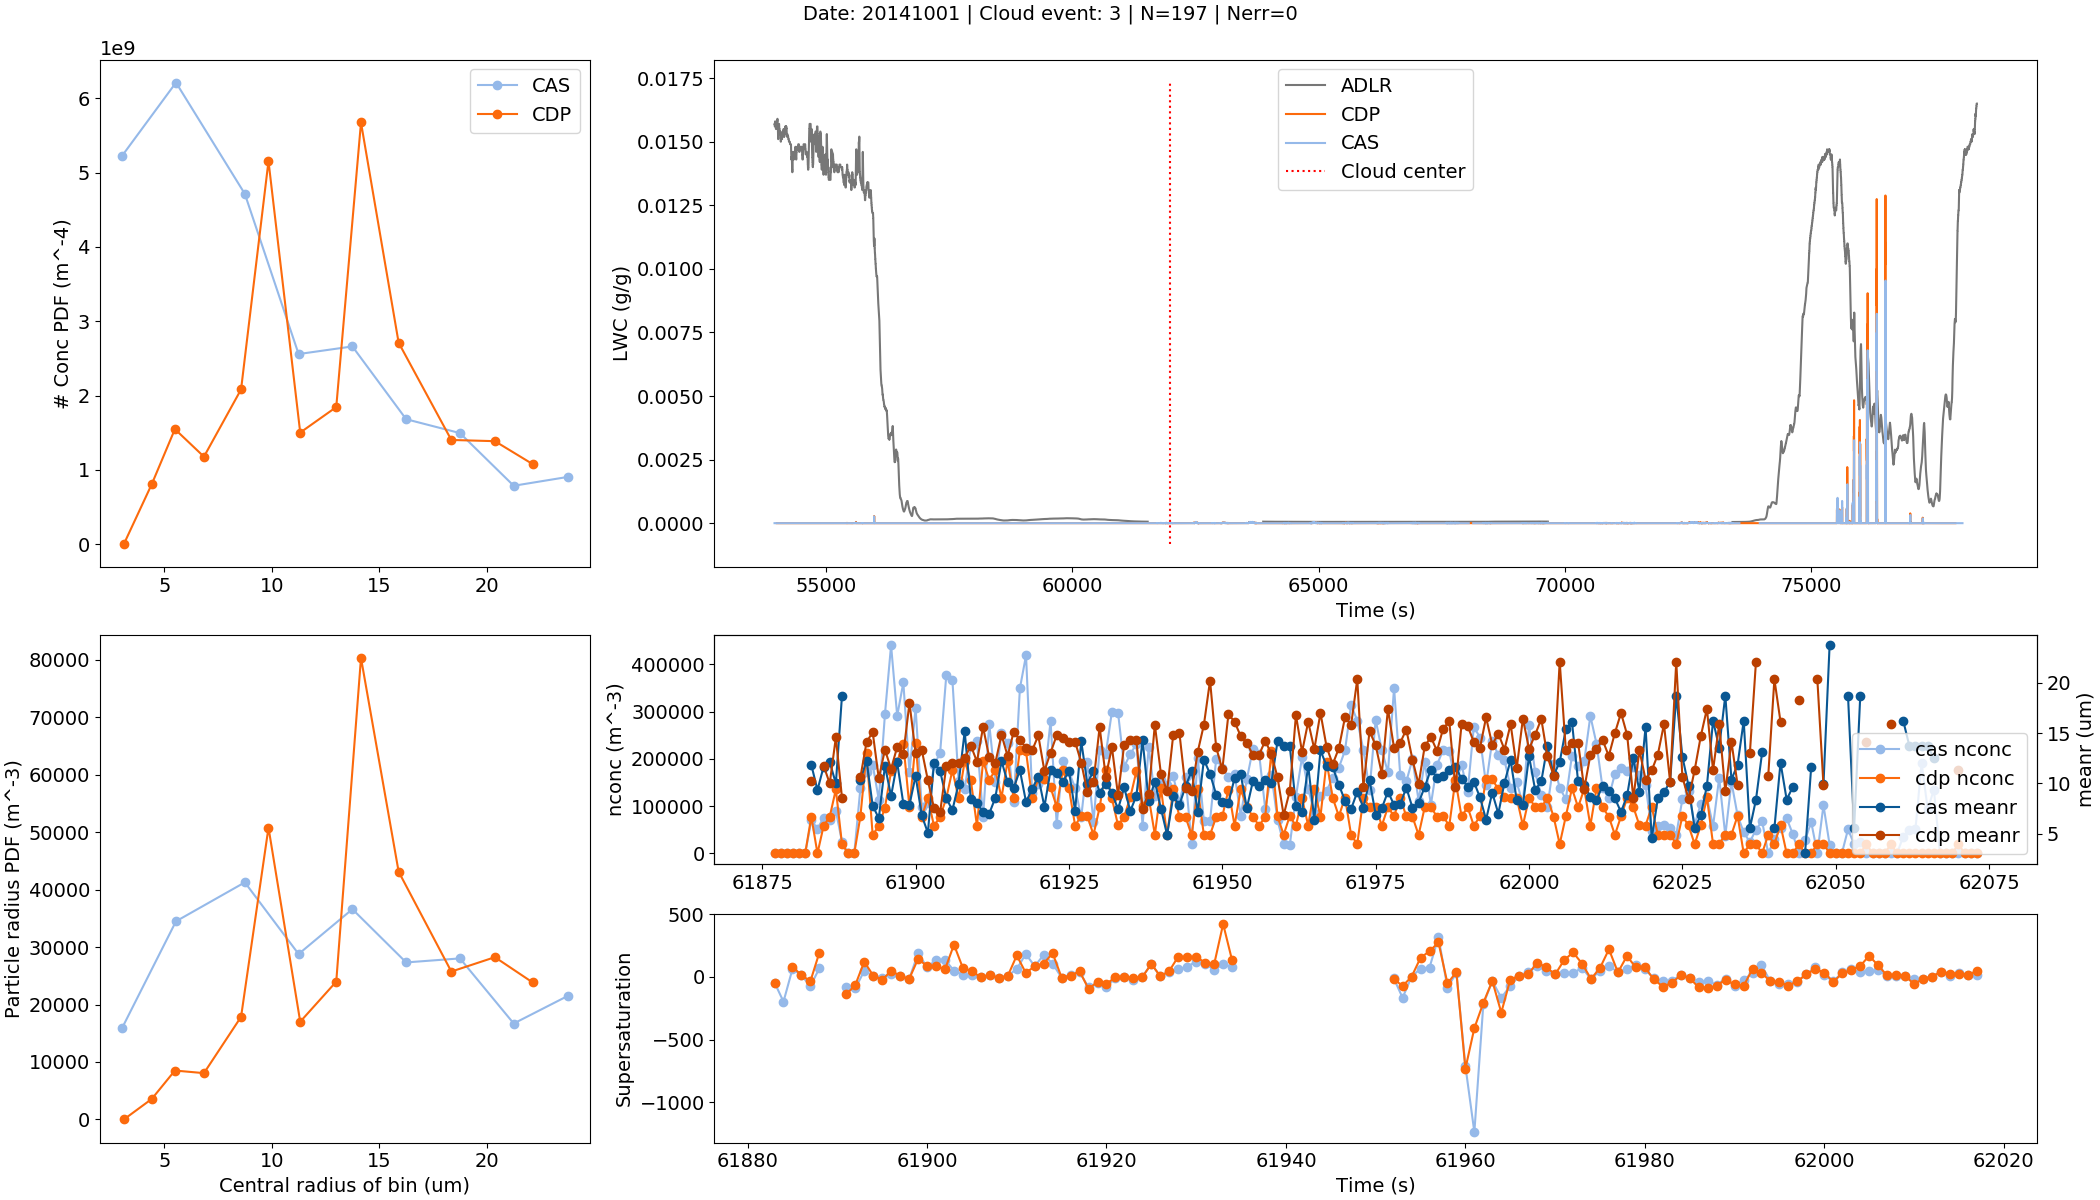 Date: 20141001 | Cloud event: 3 | N=197 | Nerr=0
1e9
# Conc PDF (m^-4)
6
5
4
3
2
1
0
5 10 15 20
CAS
CDP
LWC (g/g)
0.0175
0.0150
0.0125
0.0100
0.0075
0.0050
0.0025
0.0000
55000 60000 65000 70000 75000
Time (s)
ADLR
CDP
CAS
Cloud center
Particle radius PDF (m^-3)
80000
70000
60000
50000
40000
30000
20000
10000
0
5 10 15 20
Central radius of bin (um)
nconc (m^-3)
400000
300000
200000
100000
0
61875 61900 61925 61950 61975 62000 62025 62050 62075
20
15
10
5
meanr (um)
cas nconc
cdp nconc
cas meanr
cdp meanr
Supersaturation
500
0
−500
−1000
61880 61900 61920 61940 61960 61980 62000 62020
Time (s)